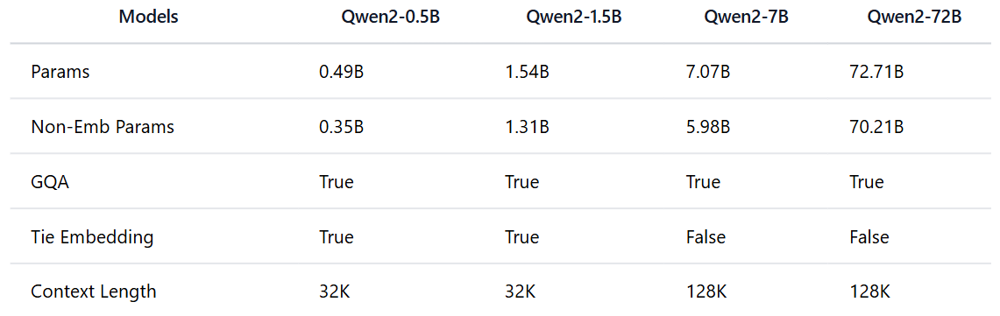 Models Qwen2-0.5B Qwen2-1.5B Qwen2-7B Qwen2-72B
Params 0.49B 1.54B 7.07B 72.71B
Non-Emb Params 0.35B 1.31B 5.98B 70.21B
GQA True True True True
Tie Embedding True True False False
Context Length 32K 32K 128K 128K